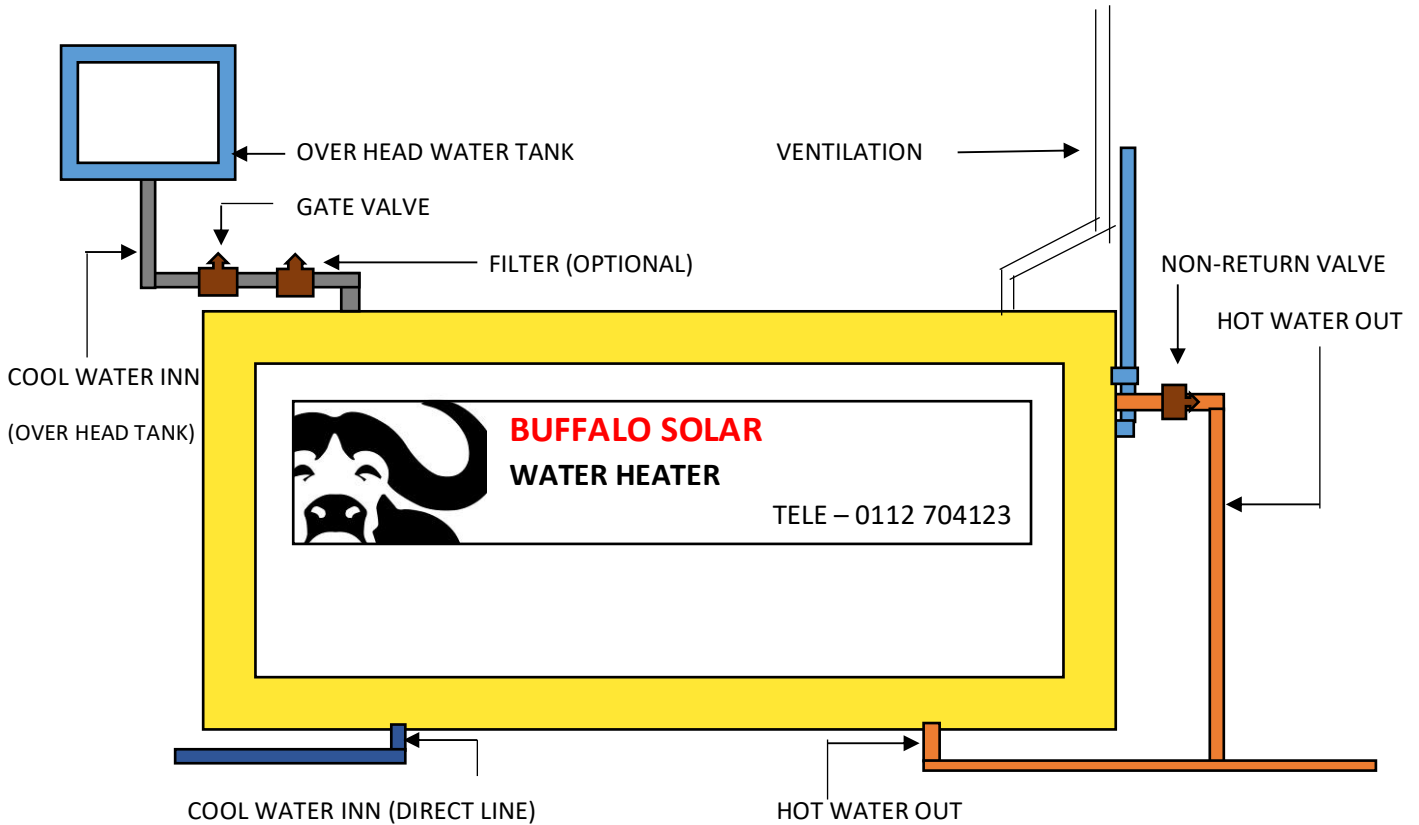 OVER HEAD WATER TANK
VENTILATION
GATE VALVE
FILTER (OPTIONAL)
NON-RETURN VALVE
HOT WATER OUT
COOL WATER INN
(OVER HEAD TANK)
BUFFALO SOLAR
WATER HEATER
TELE – 0112 704123
COOL WATER INN (DIRECT LINE)
HOT WATER OUT